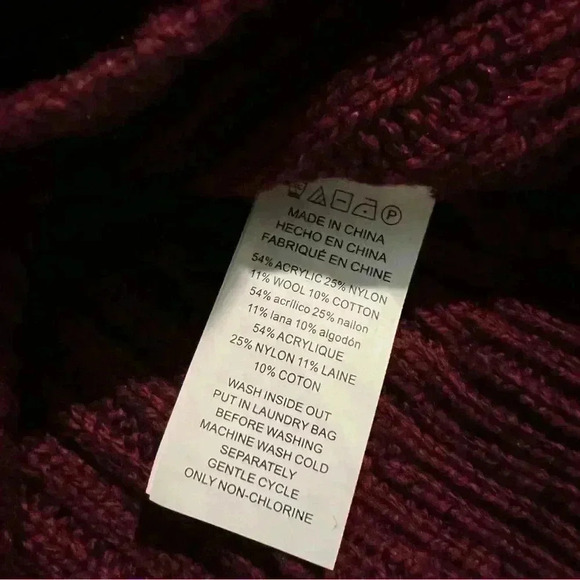 P
MADE IN CHINA
HECHO EN CHINA
FABRIQUÉ EN CHINE
54% ACRYLIC 25% NYLON
11% WOOL 10% COTTON
54% acrílico 25% nailon
11% lana 10% algodón
54% ACRYLIQUE
25% NYLON 11% LAINE
10% COTON
WASH INSIDE OUT
PUT IN LAUNDRY BAG
BEFORE WASHING
MACHINE WASH COLD
SEPARATELY
GENTLE CYCLE
ONLY NON-CHLORINE